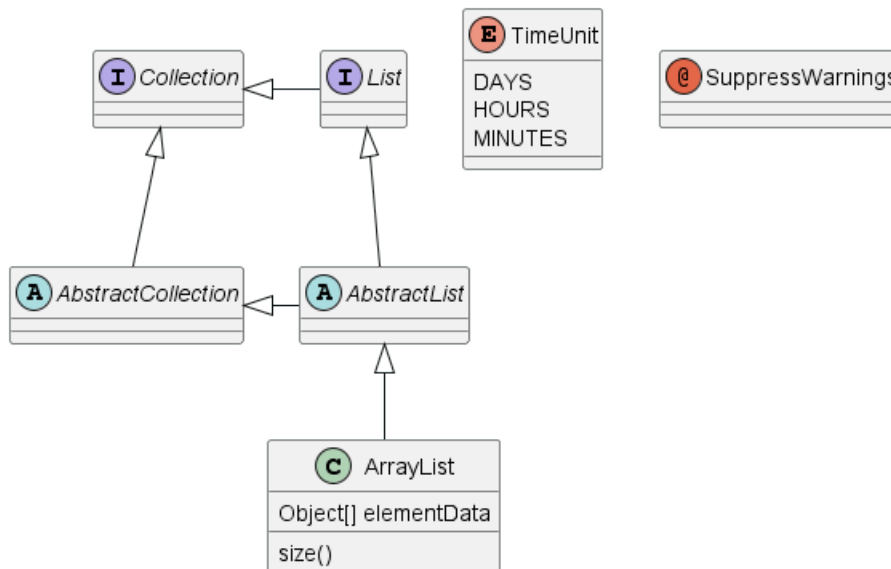 I Collection
I List
E TimeUnit
DAYS
HOURS
MINUTES
@ SuppressWarnings
A AbstractCollection
A AbstractList
C ArrayList
Object[] elementData
size()